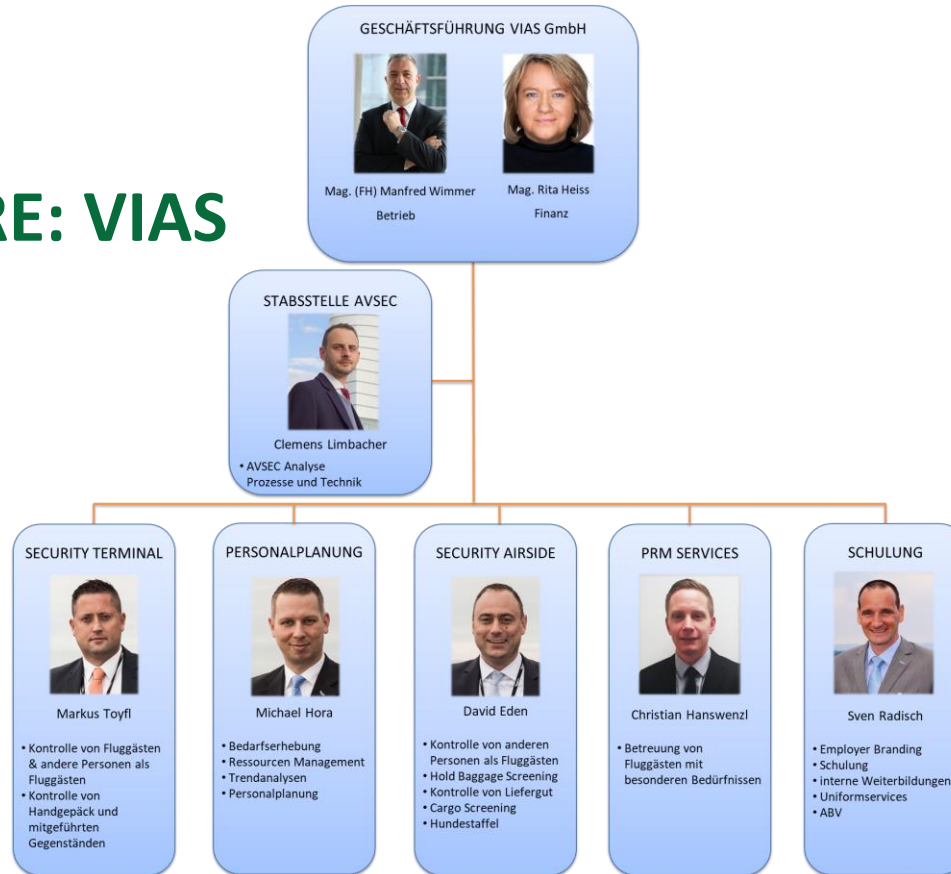 GESCHÄFTSFÜHRUNG VIAS GmbH
Mag. (FH) Manfred Wimmer
Betrieb
Mag. Rita Heiss
Finanz
RE: VIAS
STABSSTELLE AVSEC
Clemens Limbacher
• AVSEC Analyse
Prozesse und Technik
SECURITY TERMINAL
Markus Toyfl
• Kontrolle von Fluggästen
& andere Personen als
Fluggästen
• Kontrolle von
Handgepäck und
mitgeführten
Gegenständen
PERSONALPLANUNG
Michael Hora
• Bedarfserhebung
• Ressourcen Management
• Trendanalysen
• Personalplanung
SECURITY AIRSIDE
David Eden
• Kontrolle von anderen
Personen als Fluggästen
• Hold Baggage Screening
• Kontrolle von Liefergut
• Cargo Screening
• Hundestaffel
PRM SERVICES
Christian Hanswenzl
• Betreuung von
Fluggästen mit
besonderen Bedürfnissen
SCHULUNG
Sven Radisch
• Employer Branding
• Schulung
• interne Weiterbildungen
• Uniformservices
• ABV